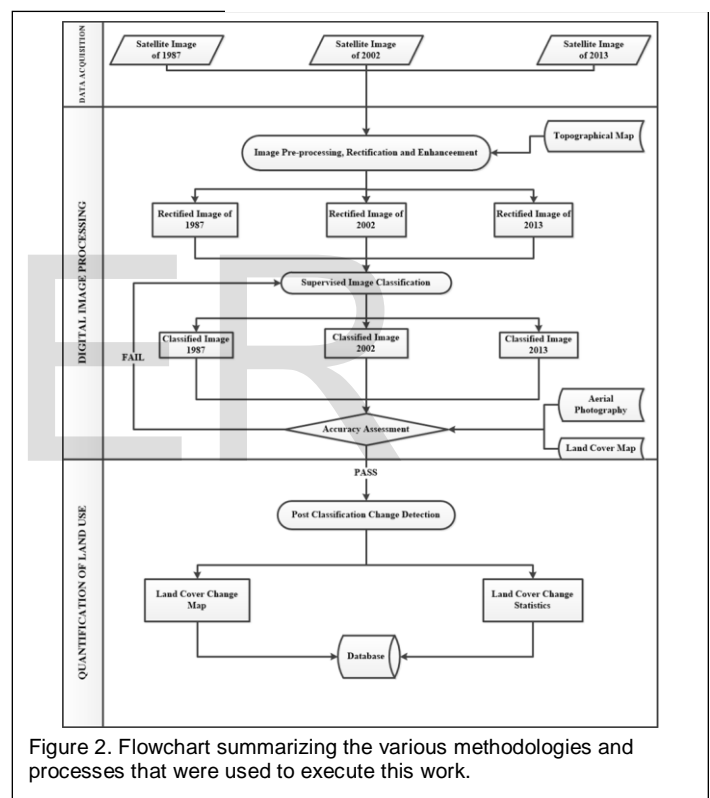 DATA ACQUISITION
Satellite Image
of 1987
Satellite Image
of 2002
Satellite Image
of 2013
DIGITAL IMAGE PROCESSING
Image Pre-processing, Rectification and Enhanceement
Topographical Map
Rectified Image of
1987
Rectified Image of
2002
Rectified Image of
2013
Supervised Image Classification
Classified Image
1987
Classified Image
2002
Classified Image
2013
FAIL
Accuracy Assessment
Aerial
Photography
Land Cover Map
PASS
QUANTIFICATION OF LAND USE
Post Classification Change Detection
Land Cover Change
Map
Land Cover Change
Statistics
Database
ER
Figure 2. Flowchart summarizing the various methodologies and
processes that were used to execute this work.